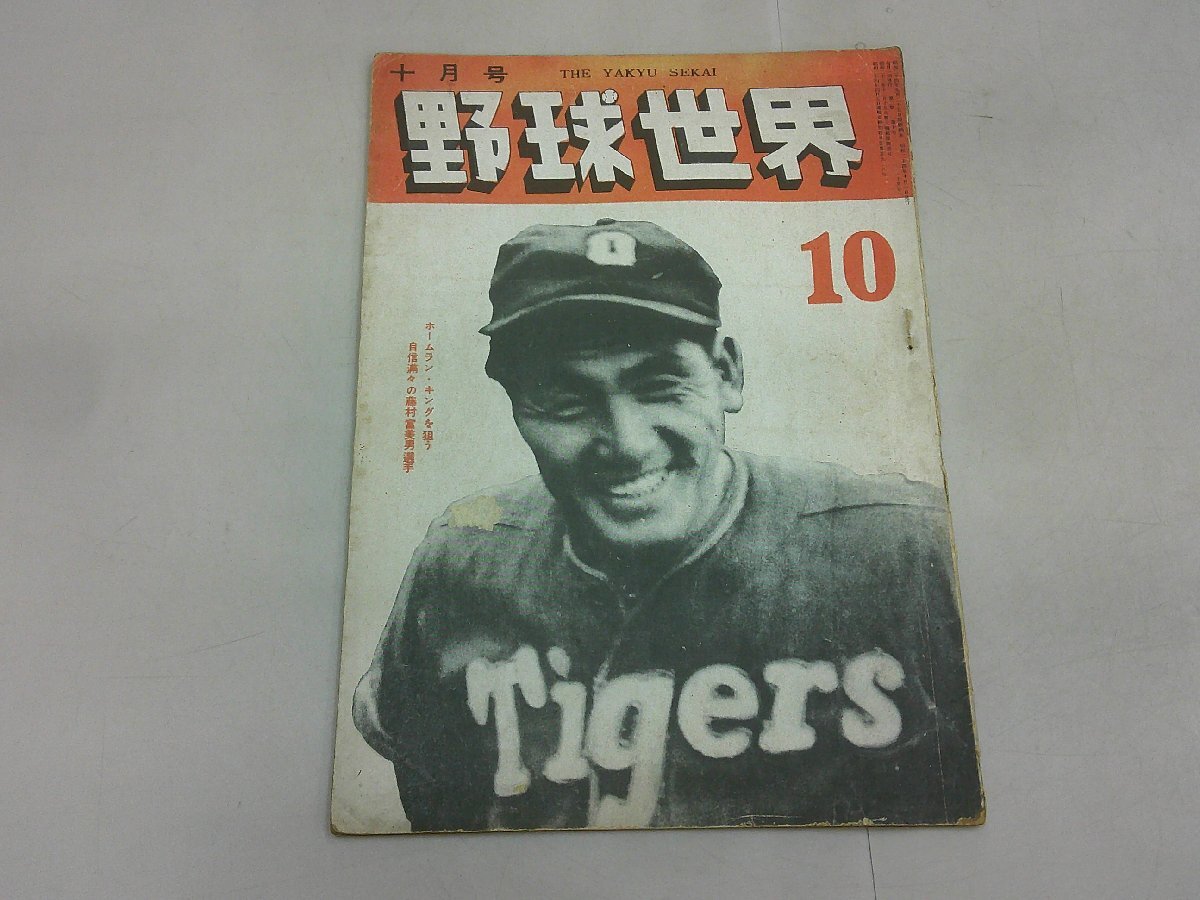 十月号
THE YAKYU SEKAI
野球世界
10
ホームラン・キングを狙う
自信満々の藤村富美男選手
Tigers